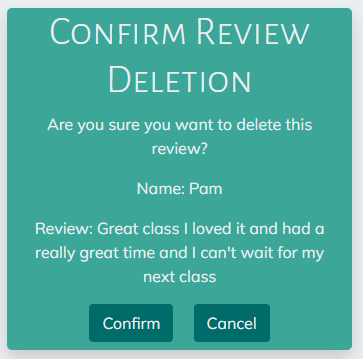 Confirm Review
Deletion
Are you sure you want to delete this
review?
Name: Pam
Review: Great class I loved it and had a
really great time and I can't wait for my
next class
Confirm Cancel